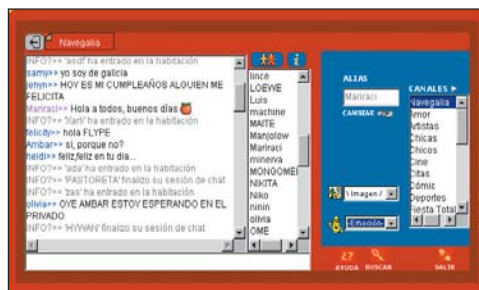 Navegalia
INFO?>> 'asdf' ha entrado en la habitación
samy>> yo soy de galicia
jehyn>> HOY ES MI CUMPLEAÑOS ALGUIEN ME
FELICITA
Mariraci>> Hola a todos, buenos días
INFO?>> 'Xarli' ha entrado en la habitación
felicity>> hola FLYPE
Ambar>> si, porque no?
heidi>> feliz,feliz en tu dia...
INFO?>> 'ada' ha entrado en la habitación
INFO?>> 'PASTORETA' finalizo su sesión de chat
INFO?>> 'zas' ha entrado en la habitación
olivia>> OYE AMBAR ESTOY ESPERANDO EN EL
PRIVADO
INFO?>> 'HYWAN' finalizo su sesión de chat
lince
LOEWE
Luis
machine
MAITE
Manjolow
Mariraci
minerva
MONGOMEI
NIKITA
Niko
ninin
olivia
OME
i
ALIAS
Mariraci
CAMBIAR
\ Imagen /
-Emoción-
CANALES
Navegalia
Amor
Artistas
Chicas
Chicos
Cine
Citas
Cómic
Deportes
Fiesta Total
¿?
AYUDA
BUSCAR
SALIR